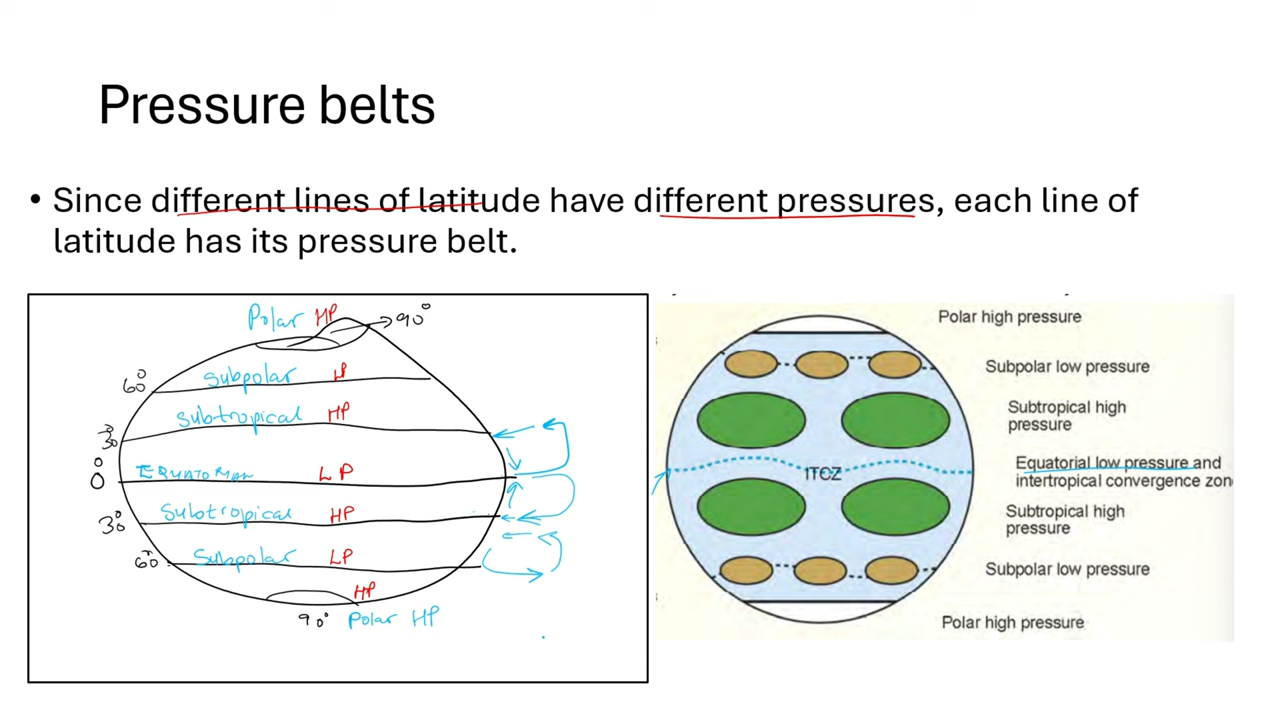 Pressure belts
• Since different lines of latitude have different pressures, each line of
latitude has its pressure belt.
Polar HP
90°
60° Subpolar LP
30° Subtropical HP
0° EQUATORIAL LP
30° Subtropical HP
60° Subpolar LP
HP
90° Polar HP
Polar high pressure
Subpolar low pressure
Subtropical high
pressure
ITCZ
Equatorial low pressure and
intertropical convergence zon
Subtropical high
pressure
Subpolar low pressure
Polar high pressure